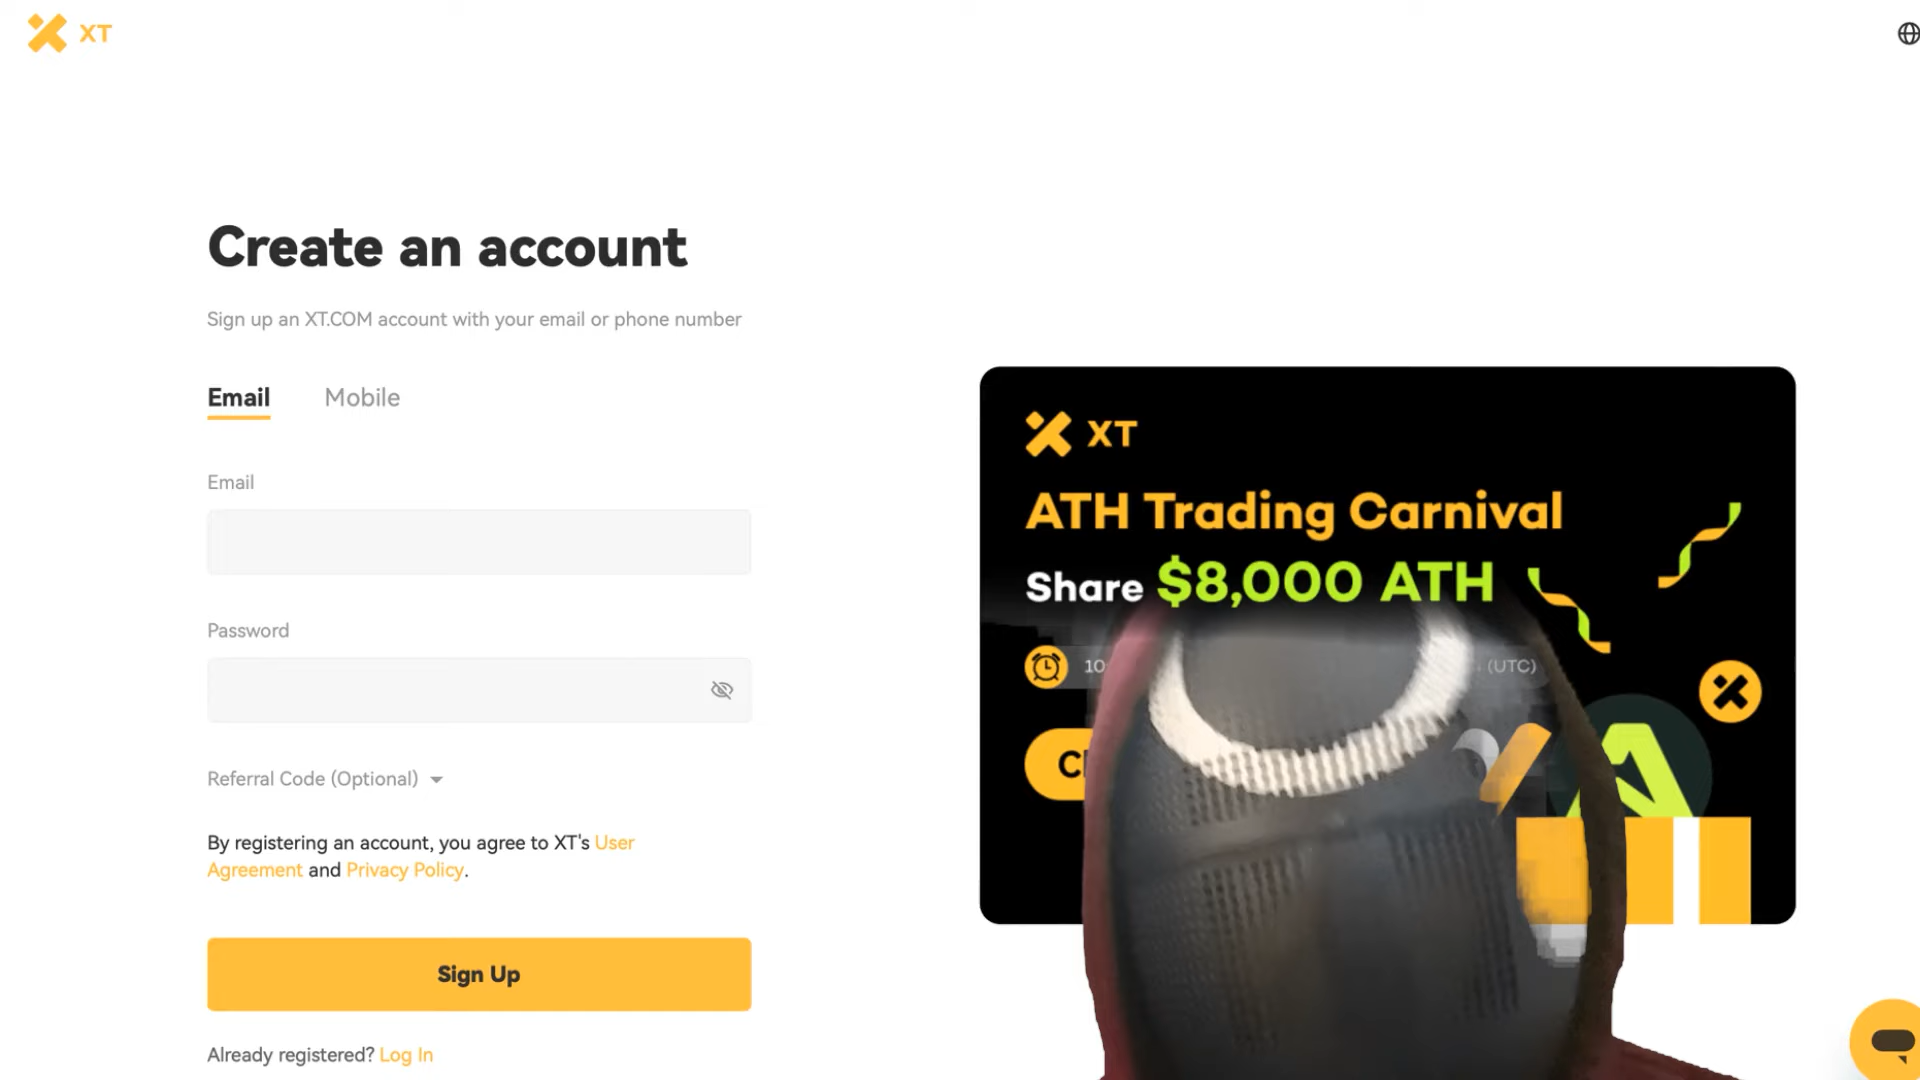 XT
Create an account
Sign up an XT.COM account with your email or phone number
Email
Mobile
Email
Password
Referral Code (Optional)
By registering an account, you agree to XT's User
Agreement and Privacy Policy.
Sign Up
Already registered? Log In
XT
ATH Trading Carnival
Share $8,000 ATH
10
(UTC)